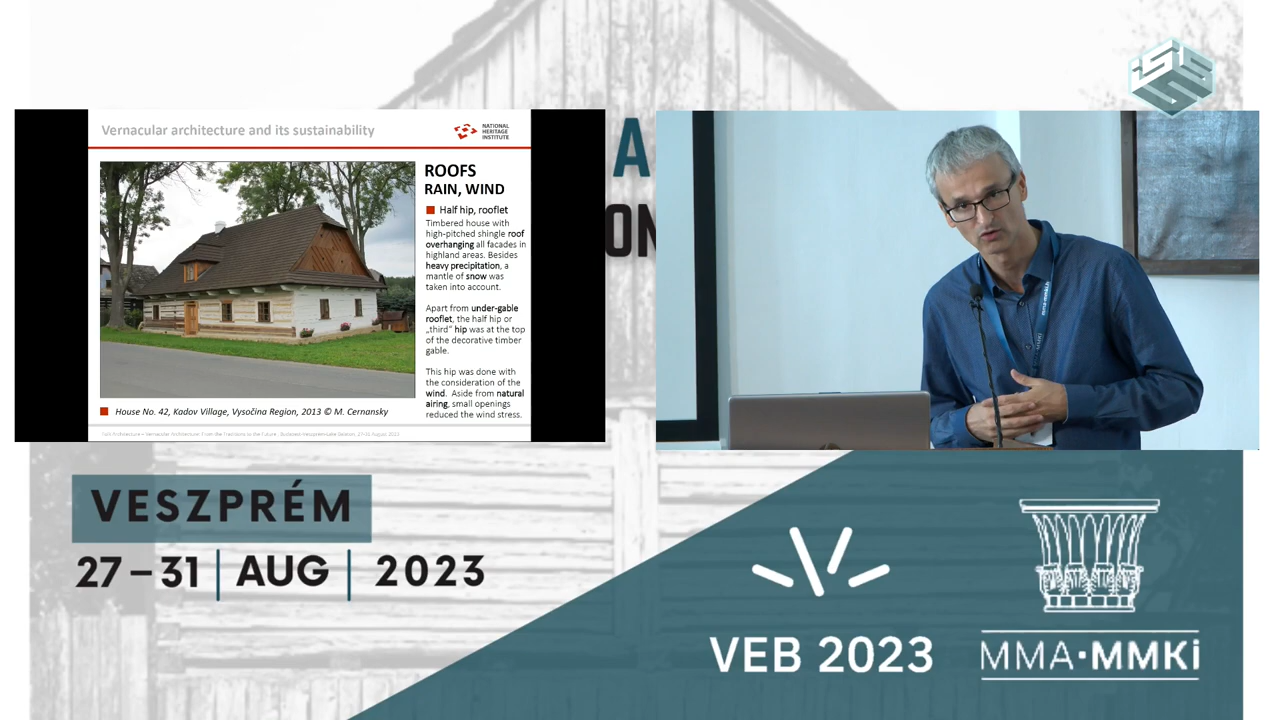 A
ON
Vernacular architecture and its sustainability
NATIONAL
HERITAGE
INSTITUTE
ROOFS
RAIN, WIND
Half hip, rooflet
Timbered house with
high-pitched shingle roof
overhanging all facades in
highland areas. Besides
heavy precipitation, a
mantle of snow was
taken into account.
Apart from under-gable
rooflet, the half hip or
„third" hip was at the top
of the decorative timber
gable.
This hip was done with
the consideration of the
wind. Aside from natural
airing, small openings
reduced the wind stress.
House No. 42, Kadov Village, Vysočina Region, 2013 © M. Cernansky
mma-mmki.h
VESZPRÉM
27–31 | AUG | 2023
VEB 2023
MMA·MMKi